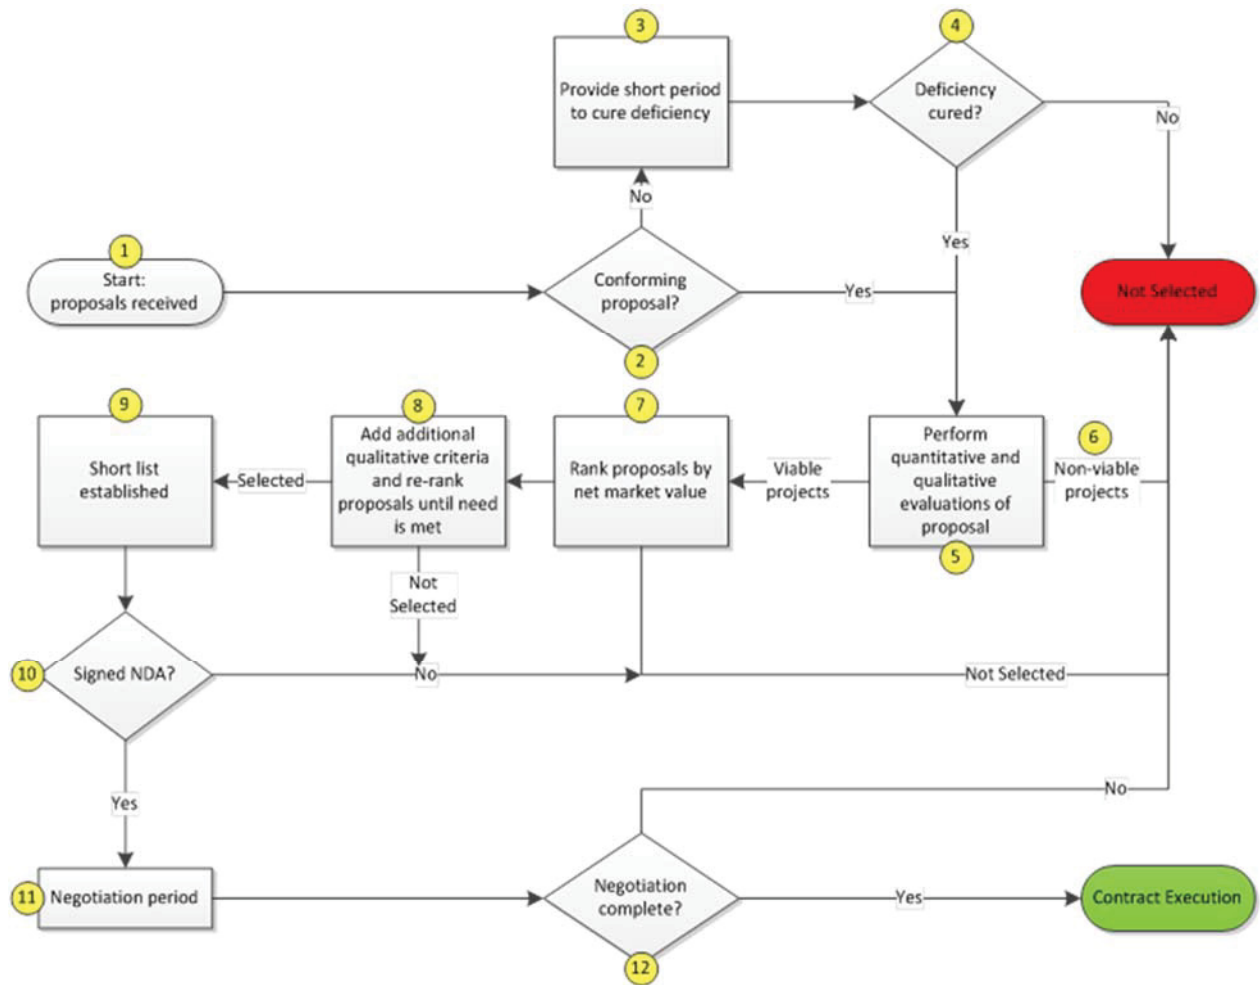 3
Provide short period
to cure deficiency
4
Deficiency
cured?
No
No
Yes
1
Start:
proposals received
Conforming
proposal?
2
Yes
Not Selected
9
Short list
established
Selected
8
Add additional
qualitative criteria
and re-rank
proposals until need
is met
7
Rank proposals by
net market value
Viable
projects
Perform
quantitative and
qualitative
evaluations of
proposal
5
6
Non-viable
projects
Not
Selected
10
Signed NDA?
No
Not Selected
Yes
No
11
Negotiation period
Negotiation
complete?
12
Yes
Contract Execution